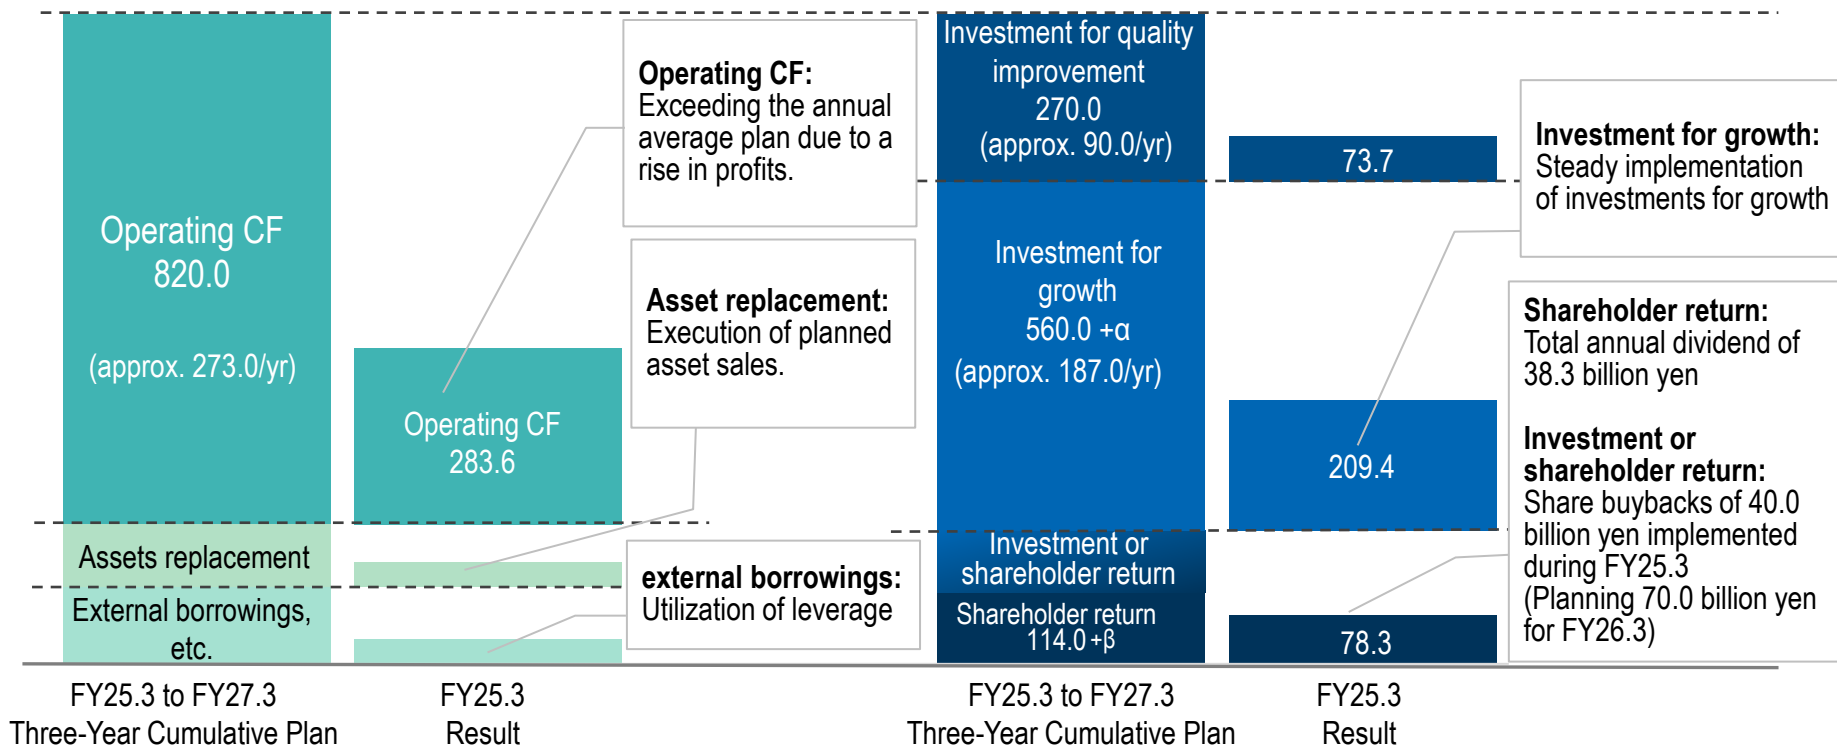 Operating CF
820.0
(approx. 273.0/yr)
Assets replacement
External borrowings,
etc.
Operating CF
283.6
Operating CF:
Exceeding the annual
average plan due to a
rise in profits.
Asset replacement:
Execution of planned
asset sales.
external borrowings:
Utilization of leverage
FY25.3 to FY27.3
Three-Year Cumulative Plan
FY25.3
Result
Investment for quality
improvement
270.0
(approx. 90.0/yr)
Investment for
growth
560.0 +α
(approx. 187.0/yr)
Investment or
shareholder return
Shareholder return
114.0 +β
73.7
209.4
78.3
Investment for growth:
Steady implementation
of investments for growth
Shareholder return:
Total annual dividend of
38.3 billion yen
Investment or
shareholder return:
Share buybacks of 40.0
billion yen implemented
during FY25.3
(Planning 70.0 billion yen
for FY26.3)
FY25.3 to FY27.3
Three-Year Cumulative Plan
FY25.3
Result